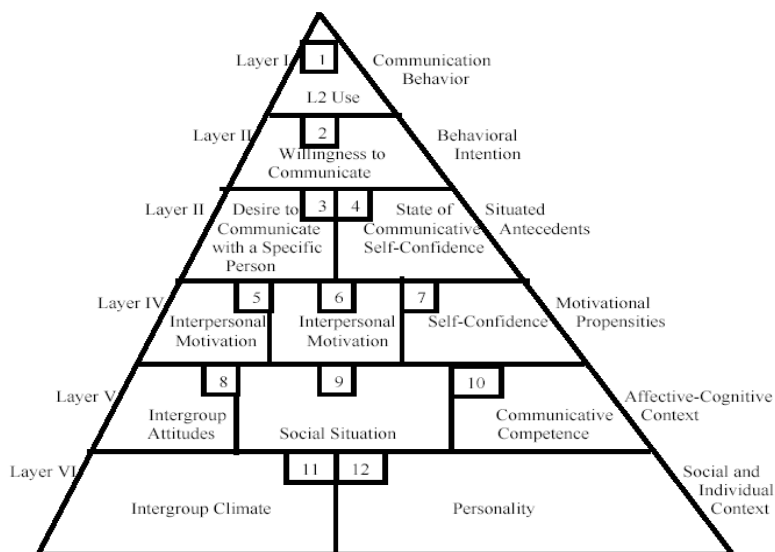 Layer I
1
Communication
Behavior
L2 Use
Layer II
2
Behavioral
Intention
Willingness to
Communicate
Layer II
Desire to
Communicate
with a Specific
Person
3
4
State of
Communicative
Self-Confidence
Situated
Antecedents
Layer IV
5
Interpersonal
Motivation
6
Interpersonal
Motivation
7
Self-Confidence
Motivational
Propensities
Layer V
8
Intergroup
Attitudes
9
Social Situation
10
Communicative
Competence
Affective-Cognitive
Context
Layer VI
11
Intergroup Climate
12
Personality
Social and
Individual
Context